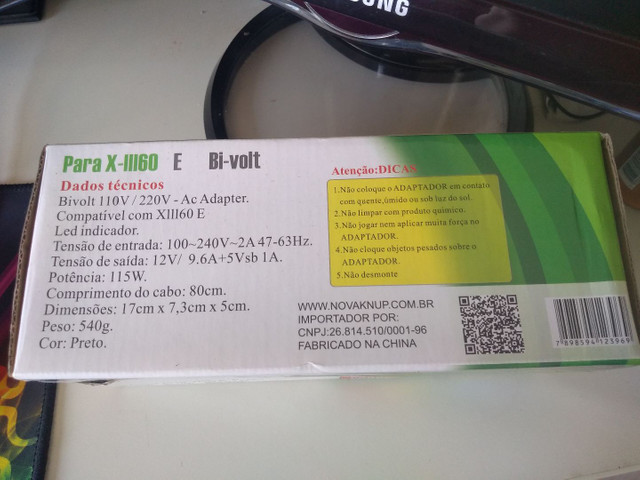 SUNG
Para X-III60 E Bi-volt
Dados técnicos
Bivolt 110V / 220V - Ac Adapter.
Compatível com XIII60 E
Led indicador.
Tensão de entrada: 100~240V~2A 47-63Hz.
Tensão de saída: 12V/ 9.6A+5Vsb 1A.
Potência: 115W.
Comprimento do cabo: 80cm.
Dimensões: 17cm x 7,3cm x 5cm.
Peso: 540g.
Cor: Preto.
Atenção:DICAS
1.Não coloque o ADAPTADOR em contato
com quente,úmido ou sob luz do sol.
2.Não limpar com produto químico.
3.Não jogar nem aplicar muita força no
ADAPTADOR.
4.Não cloque objetos pesados sobre o
ADAPTADOR.
5.Não desmonte
WWW.NOVAKNUP.COM.BR
IMPORTADOR POR:
CNPJ:26.814.510/0001-96
FABRICADO NA CHINA
7 898594 123969